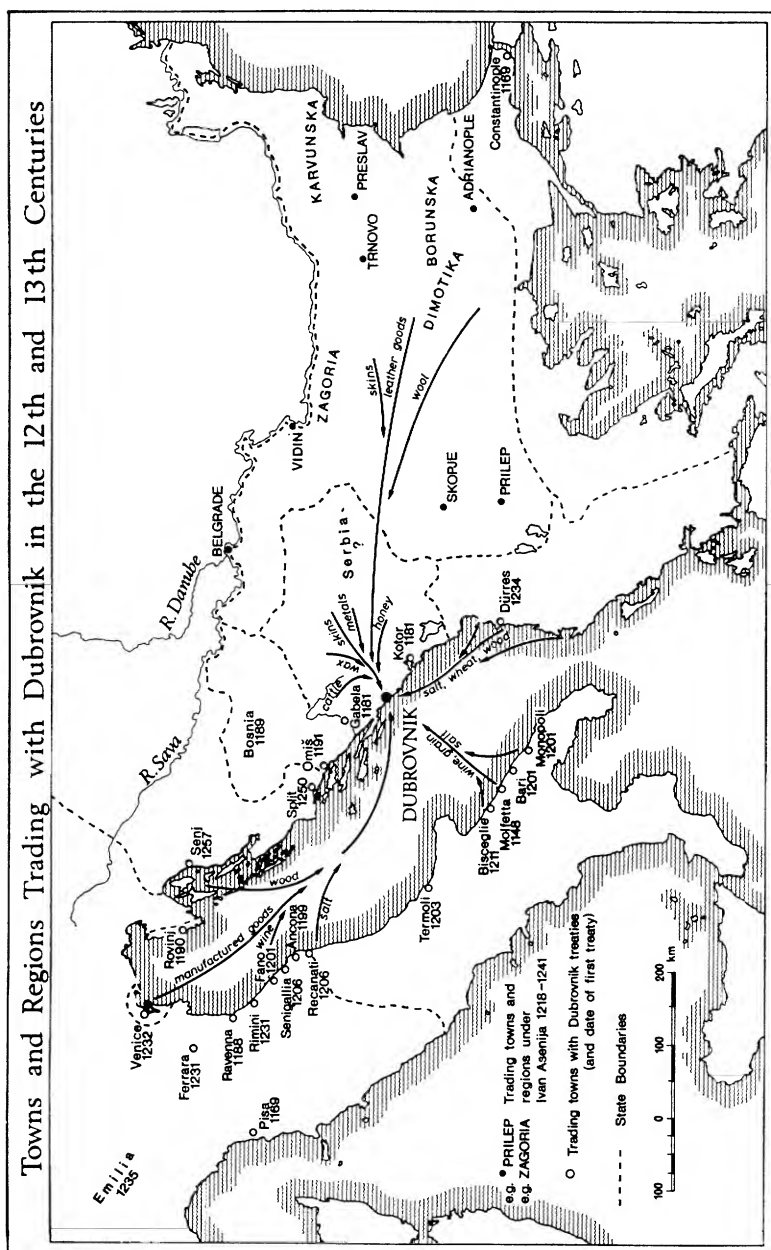 Towns and Regions Trading with Dubrovnik in the 12th and 13th Centuries
Emilia
1235
Venice
1232
Ferrara
1231
Ravenna
1188
Rimini
1231
Fano
1201
Senigallia
1206
Ancona
1199
Recanati
1206
Pisa
1169
Rovinj
1190
Senj
1257
manufactured goods
wine
salt
wood
R. Sava
R. Danube
BELGRADE
Bosnia
1189
Split
1250
Omiš
1191
Gabela
1181
cattle
wax
skins
metals
honey
Serbia-
?
DUBROVNIK
Kotor
1181
salt, wheat, wood
Dürres
1234
Termoli
1203
Bisceglie
1211
Molfetta
1148
Bari
1201
Monopoli
1201
wine, grain
salt
VIDIN
ZAGORIA
KARVUNSKA
PRESLAV
TRNOVO
BORUNSKA
DIMOTIKA
ADRIANOPLE
Constantinople
1169
skins
leather goods
wool
SKOPJE
PRILEP
PRILEP Trading towns and
e.g. ZAGORIA regions under
Ivan Asenija 1218-1241
Trading towns with Dubrovnik treaties
(and date of first treaty)
State Boundaries
100 0 100 200
km